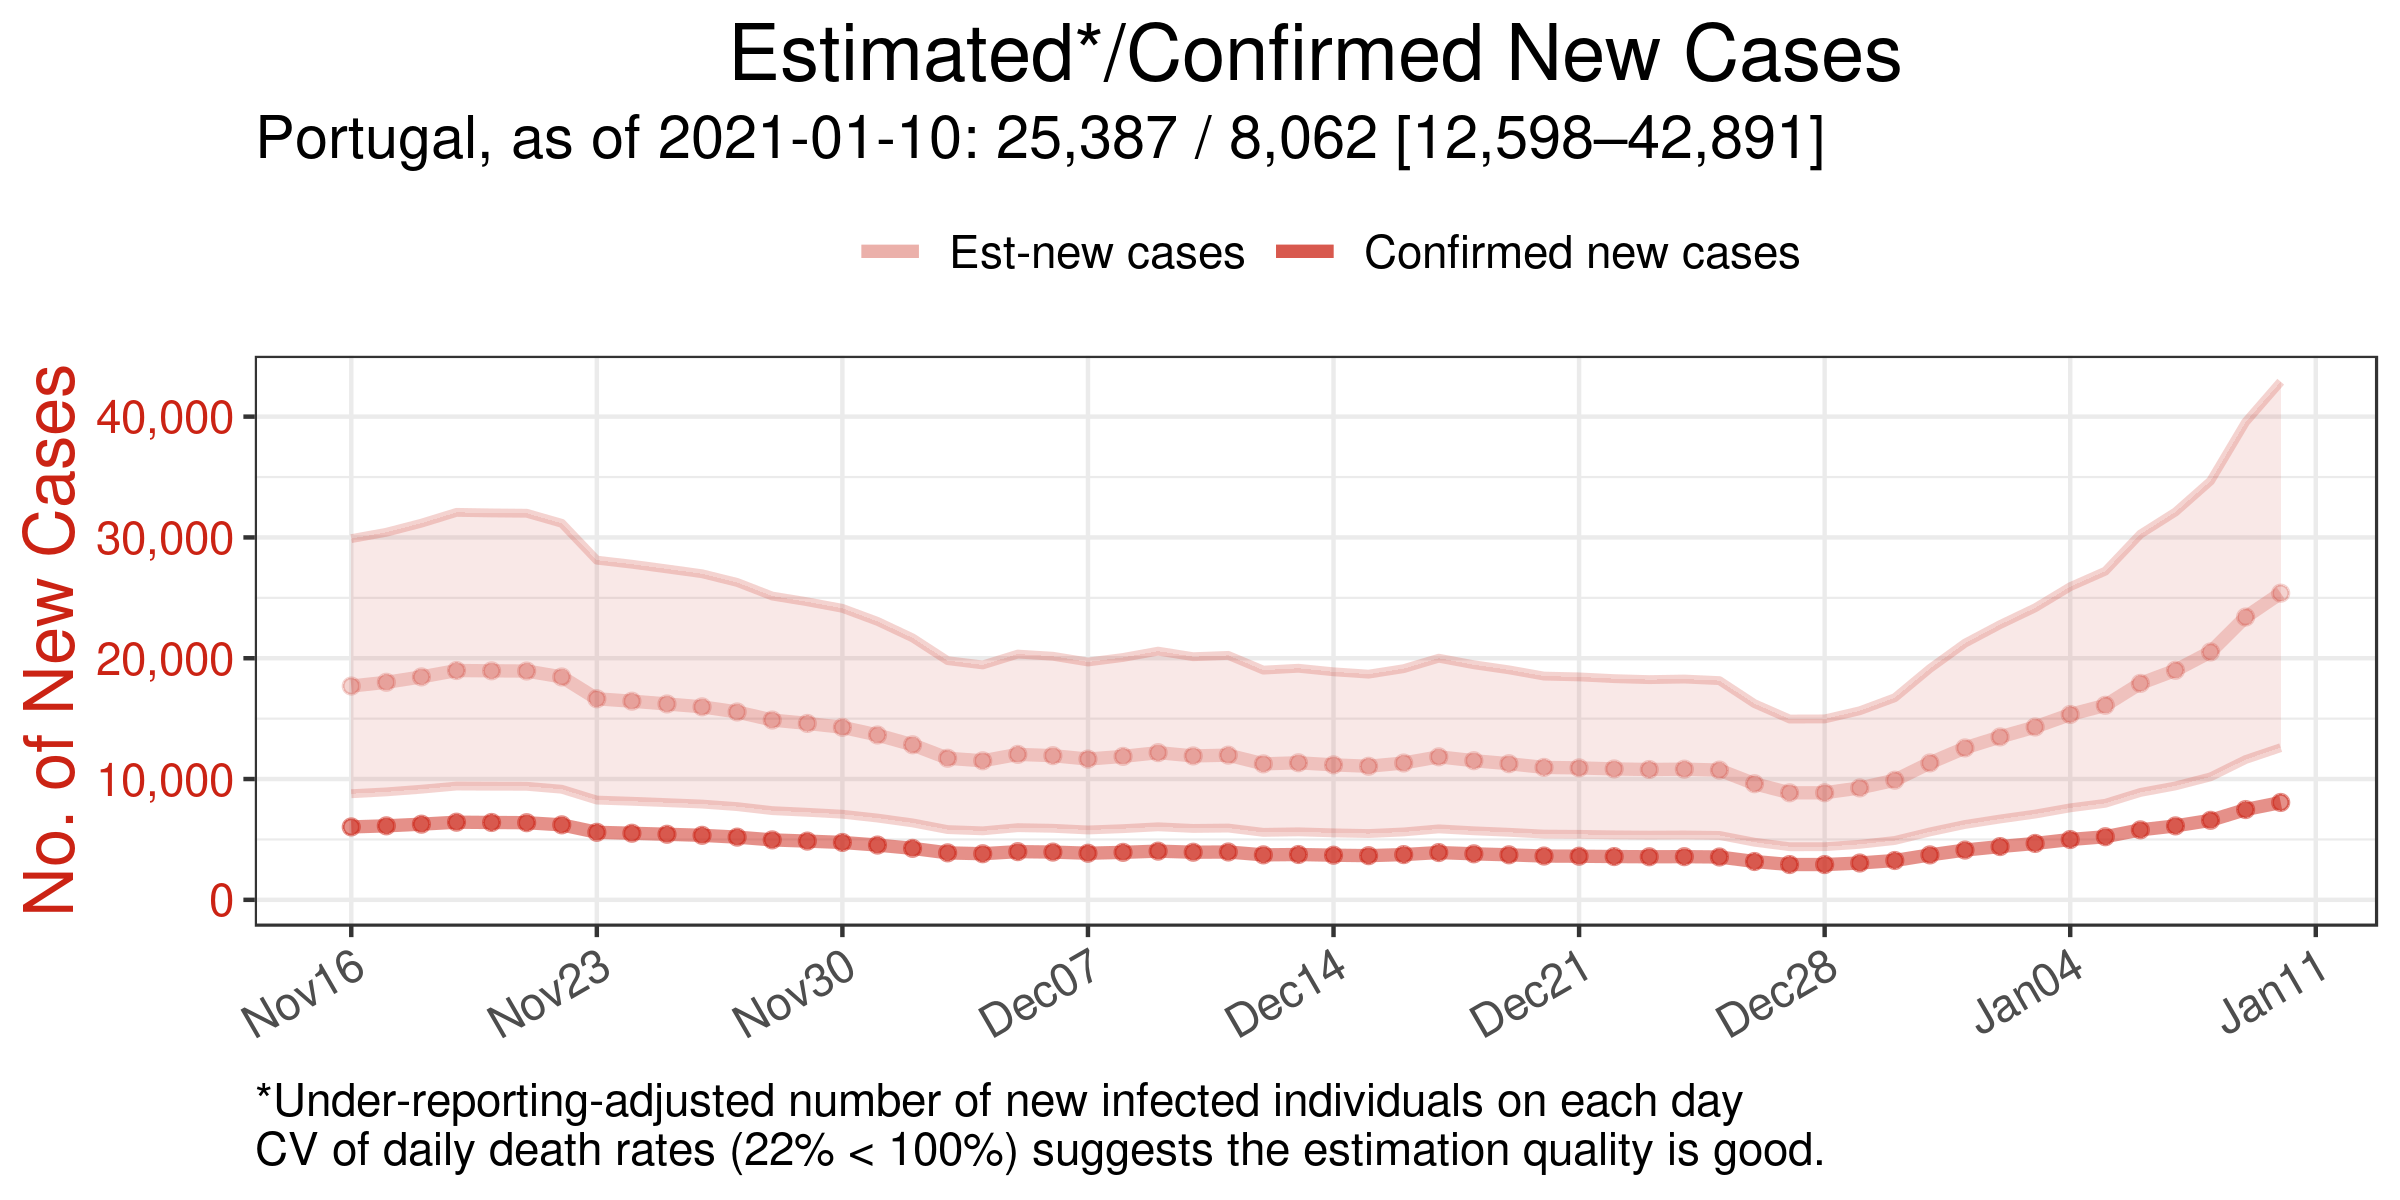 Estimated*/Confirmed New Cases
Portugal, as of 2021-01-10: 25,387 / 8,062 [12,598–42,891]
Est-new cases Confirmed new cases
No. of New Cases
40,000
30,000
20,000
10,000
0
Nov16 Nov23 Nov30 Dec07 Dec14 Dec21 Dec28 Jan04 Jan11
*Under-reporting-adjusted number of new infected individuals on each day
CV of daily death rates (22% < 100%) suggests the estimation quality is good.